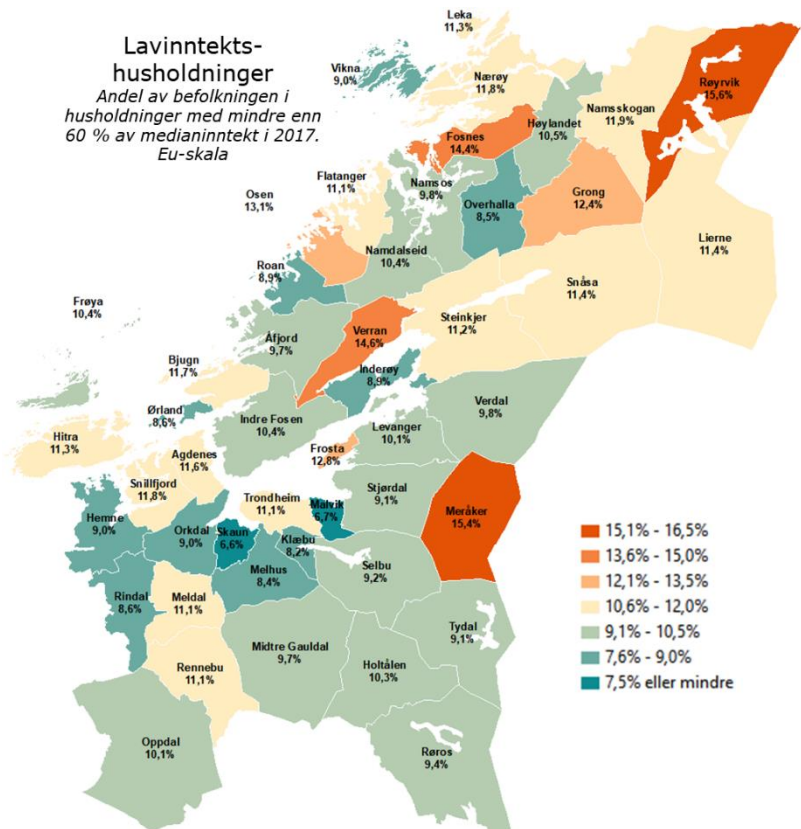 Lavinntekts-
husholdninger
Andel av befolkningen i
husholdninger med mindre enn
60 % av medianinntekt i 2017.
Eu-skala
Leka
11,3%
Vikna
9,0%
Nærøy
11,8%
Røyrvik
15,6%
Namsskogan
11,9%
Høylandet
10,5%
Fosnes
14,4%
Flatanger
11,1%
Namsos
9,8%
Grong
12,4%
Osen
13,1%
Overhalla
8,5%
Lierne
11,4%
Namdalseid
10,4%
Roan
8,9%
Snåsa
11,4%
Frøya
10,4%
Steinkjer
11,2%
Åfjord
9,7%
Verran
14,6%
Bjugn
11,7%
Inderøy
8,9%
Verdal
9,8%
Ørland
8,6%
Indre Fosen
10,4%
Levanger
10,1%
Hitra
11,3%
Agdenes
11,6%
Frosta
12,8%
Snillfjord
11,8%
Stjørdal
9,1%
Trondheim
11,1%
Malvik
6,7%
Meråker
15,4%
Hemne
9,0%
Orkdal
9,0%
Skaun
6,6%
Klæbu
8,2%
Selbu
9,2%
Melhus
8,4%
Rindal
8,6%
Meldal
11,1%
Tydal
9,1%
Midtre Gauldal
9,7%
Rennebu
11,1%
Holtålen
10,3%
Oppdal
10,1%
Røros
9,4%
15,1% - 16,5%
13,6% - 15,0%
12,1% - 13,5%
10,6% - 12,0%
9,1% - 10,5%
7,6% - 9,0%
7,5% eller mindre